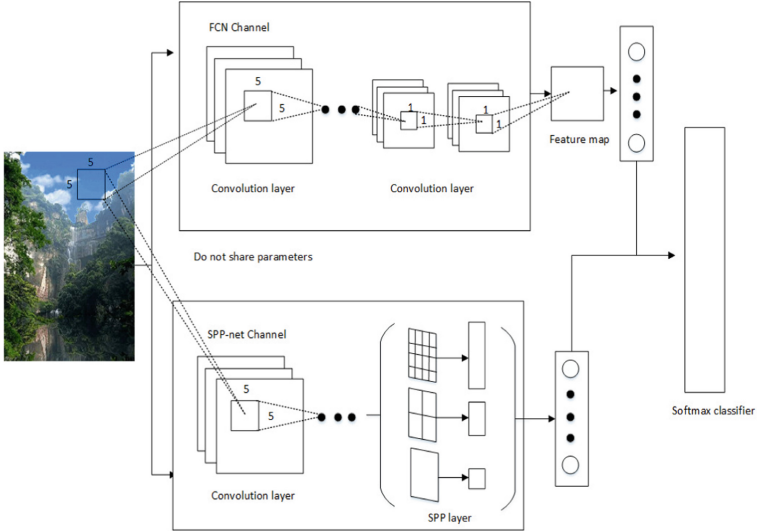 FCN Channel
5
5
1
1
1
1
Convolution layer
Convolution layer
Feature map
5
5
Do not share parameters
SPP-net Channel
5
5
Convolution layer
SPP layer
Softmax classifier